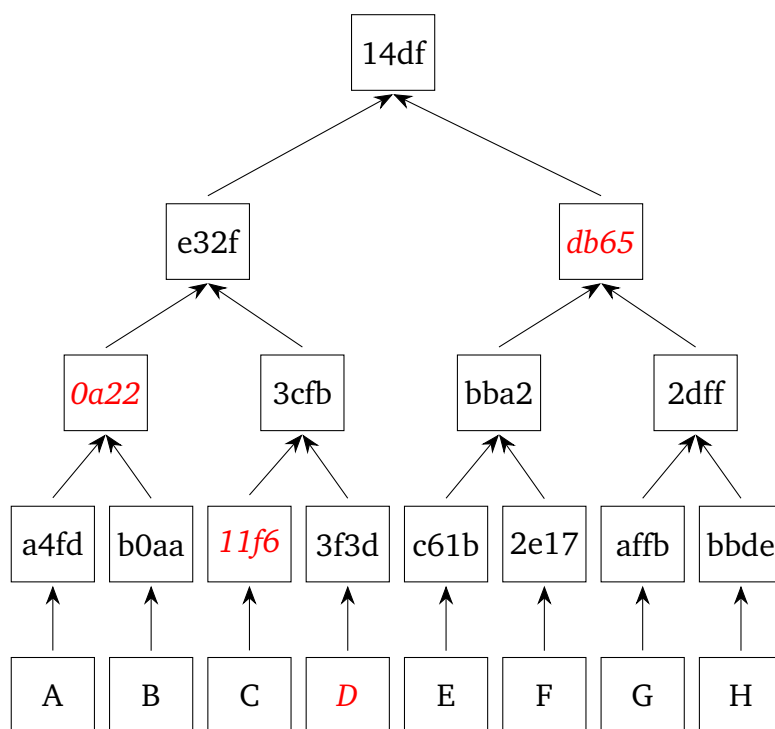 14df
e32f db65
0a22 3cfb bba2 2dff
a4fd b0aa 11f6 3f3d c61b 2e17 affb bbde
A B C D E F G H